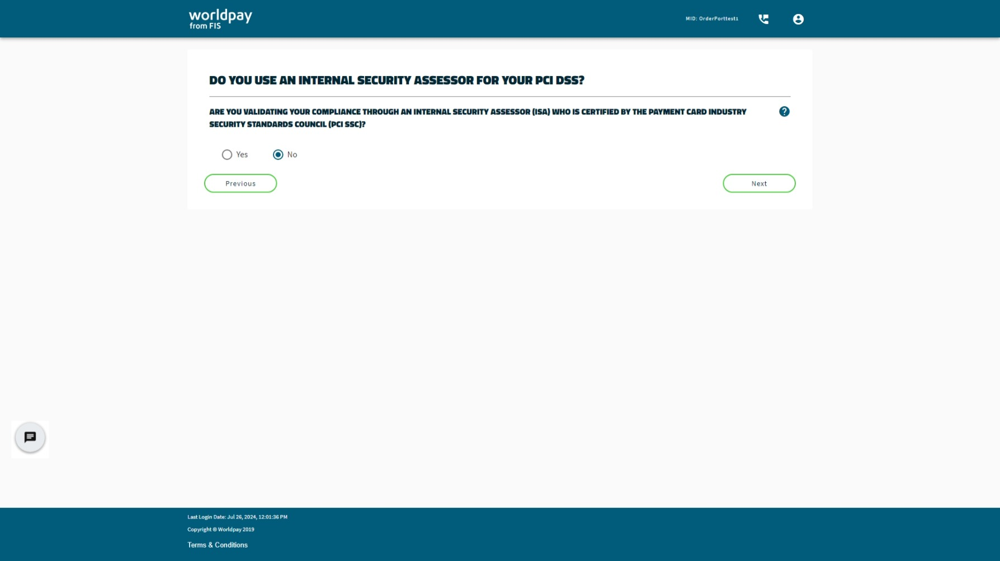 worldpay
from FIS
MID: OrderPorttest1
DO YOU USE AN INTERNAL SECURITY ASSESSOR FOR YOUR PCI DSS?
ARE YOU VALIDATING YOUR COMPLIANCE THROUGH AN INTERNAL SECURITY ASSESSOR (ISA) WHO IS CERTIFIED BY THE PAYMENT CARD INDUSTRY
SECURITY STANDARDS COUNCIL (PCI SSC)?
?
Yes
No
Previous
Next
Last Login Date: Jul 26, 2024, 12:01:36 PM
Copyright © Worldpay 2019
Terms & Conditions